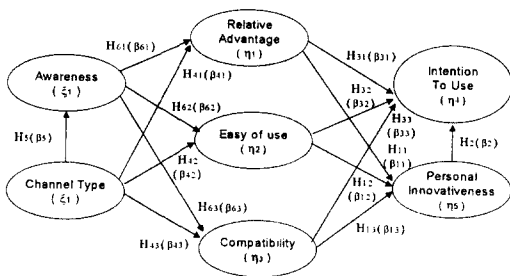 Relative
Advantage
(η1)
H61(β61)
H31(β31)
Awareness
(ξ1)
H41(β41)
Intention
To Use
(η4)
H32
(β32)
H62(β62)
H33
(β33)
Easy of use
(η2)
H5(β5)
H42
(β42)
H11
(β11)
H2(β2)
Channel Type
(ξ1)
H12
(β12)
Personal
Innovativeness
(η5)
H63(β63)
H43(β43)
Compatibility
(η3)
H13(β13)